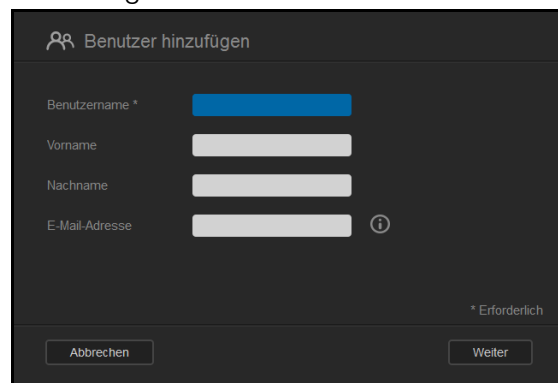 Benutzer hinzufügen
Benutzername *
Vorname
Nachname
E-Mail-Adresse
* Erforderlich
Abbrechen
Weiter